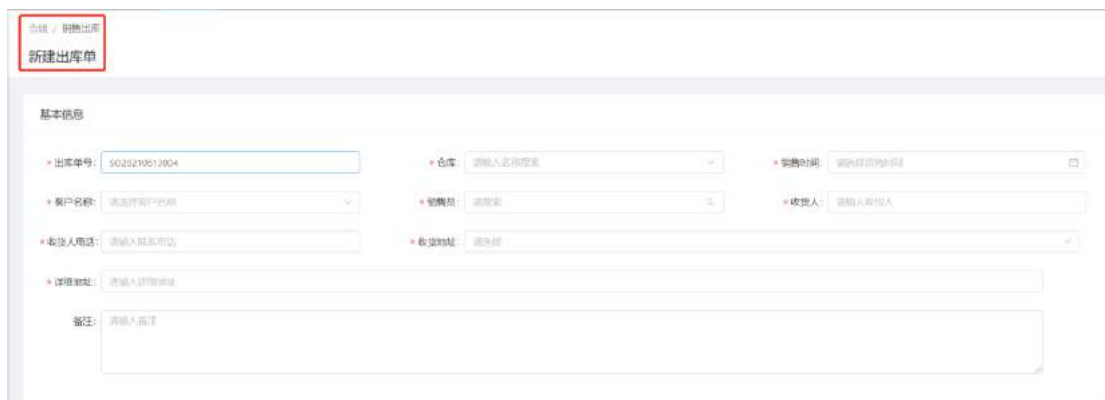 仓储 / 销售出库
新建出库单
基本信息
* 出库单号: SO20210612004
* 仓库: 请输入名称搜索
* 销售时间: 请选择销售时间
* 客户名称: 请选择客户名称
* 销售员: 请搜索
* 收货人: 请输入收货人
* 收货人电话: 请输入联系电话
* 收货地址: 请选择
* 详细地址: 请输入详细地址
备注: 请输入备注